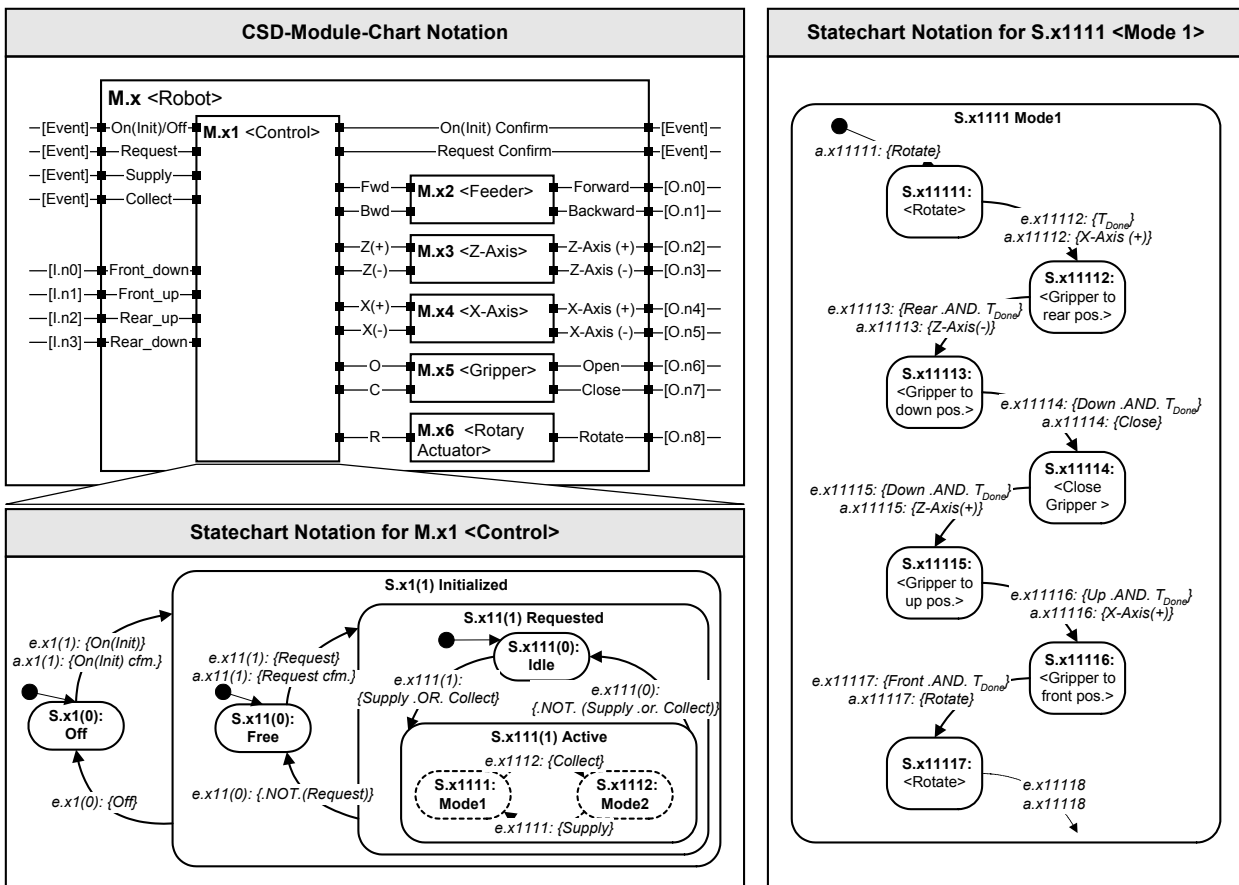 CSD-Module-Chart Notation
M.x <Robot>
[Event] On(Init)/Off
[Event] Request
[Event] Supply
[Event] Collect
[I.n0] Front_down
[I.n1] Front_up
[I.n2] Rear_up
[I.n3] Rear_down
M.x1 <Control>
On(Init) Confirm [Event]
Request Confirm [Event]
Fwd
Bwd
M.x2 <Feeder>
Forward [O.n0]
Backward [O.n1]
Z(+)
Z(-)
M.x3 <Z-Axis>
Z-Axis (+) [O.n2]
Z-Axis (-) [O.n3]
X(+)
X(-)
M.x4 <X-Axis>
X-Axis (+) [O.n4]
X-Axis (-) [O.n5]
O
C
M.x5 <Gripper>
Open [O.n6]
Close [O.n7]
R
M.x6 <Rotary
Actuator>
Rotate [O.n8]
Statechart Notation for M.x1 <Control>
S.x1(1) Initialized
e.x1(1): {On(Init)}
a.x1(1): {On(Init) cfm.}
S.x1(0):
Off
e.x1(0): {Off}
e.x11(1): {Request}
a.x11(1): {Request cfm.}
S.x11(0):
Free
e.x11(0): {.NOT.(Request)}
S.x11(1) Requested
S.x111(0):
Idle
e.x111(1):
{Supply .OR. Collect}
e.x111(0):
{.NOT. (Supply .or. Collect)}
S.x111(1) Active
e.x1112: {Collect}
S.x1111:
Mode1
S.x1112:
Mode2
e.x1111: {Supply}
Statechart Notation for S.x1111 <Mode 1>
S.x1111 Mode1
a.x11111: {Rotate}
S.x11111:
<Rotate>
e.x11112: {T_Done}
a.x11112: {X-Axis (+)}
S.x11112:
<Gripper to
rear pos.>
e.x11113: {Rear .AND. T_Done}
a.x11113: {Z-Axis(-)}
S.x11113:
<Gripper to
down pos.>
e.x11114: {Down .AND. T_Done}
a.x11114: {Close}
S.x11114:
<Close
Gripper >
e.x11115: {Down .AND. T_Done}
a.x11115: {Z-Axis(+)}
S.x11115:
<Gripper to
up pos.>
e.x11116: {Up .AND. T_Done}
a.x11116: {X-Axis(+)}
S.x11116:
<Gripper to
front pos.>
e.x11117: {Front .AND. T_Done}
a.x11117: {Rotate}
S.x11117:
<Rotate>
e.x11118
a.x11118